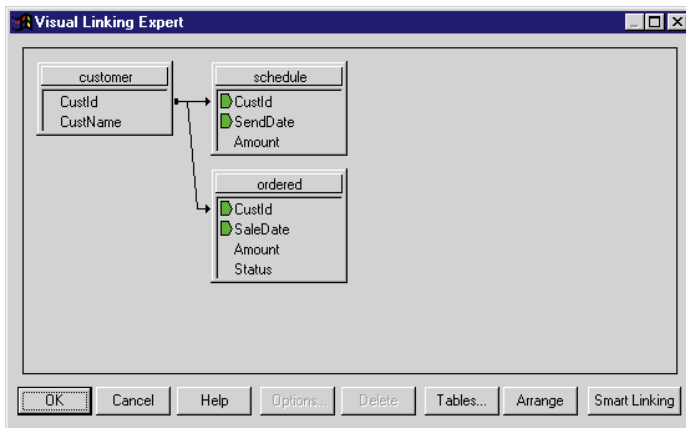 Visual Linking Expert
customer
CustId
CustName
schedule
CustId
SendDate
Amount
ordered
CustId
SaleDate
Amount
Status
OK Cancel Help Options... Delete Tables... Arrange Smart Linking